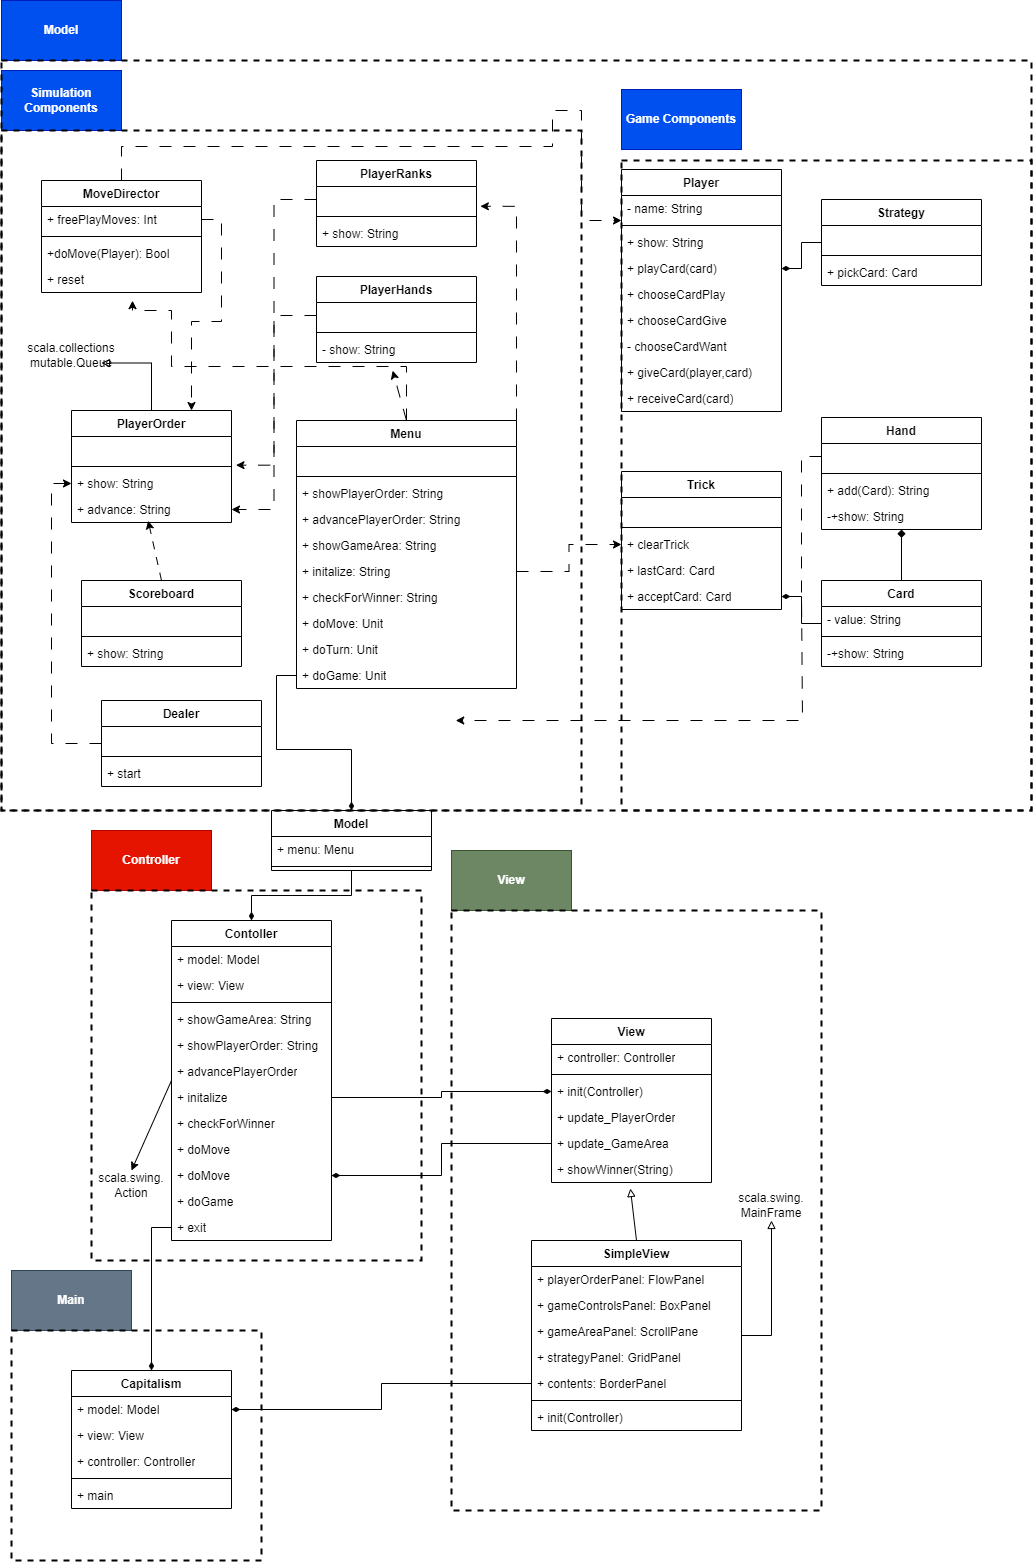 Model
Simulation
Components
Game Components
MoveDirector
+ freePlayMoves: Int
+doMove(Player): Bool
+ reset
PlayerRanks
+ show: String
PlayerHands
- show: String
scala.collections
mutable.Queue
PlayerOrder
+ show: String
+ advance: String
Menu
+ showPlayerOrder: String
+ advancePlayerOrder: String
+ showGameArea: String
+ initalize: String
+ checkForWinner: String
+ doMove: Unit
+ doTurn: Unit
+ doGame: Unit
Scoreboard
+ show: String
Dealer
+ start
Player
- name: String
+ show: String
+ playCard(card)
+ chooseCardPlay
+ chooseCardGive
- chooseCardWant
+ giveCard(player,card)
+ receiveCard(card)
Strategy
+ pickCard: Card
Hand
+ add(Card): String
-+show: String
Trick
+ clearTrick
+ lastCard: Card
+ acceptCard: Card
Card
- value: String
-+show: String
Model
+ menu: Menu
Controller
Contoller
+ model: Model
+ view: View
+ showGameArea: String
+ showPlayerOrder: String
+ advancePlayerOrder
+ initalize
+ checkForWinner
+ doMove
+ doMove
+ doGame
+ exit
scala.swing.
Action
View
View
+ controller: Controller
+ init(Controller)
+ update_PlayerOrder
+ update_GameArea
+ showWinner(String)
scala.swing.
MainFrame
SimpleView
+ playerOrderPanel: FlowPanel
+ gameControlsPanel: BoxPanel
+ gameAreaPanel: ScrollPane
+ strategyPanel: GridPanel
+ contents: BorderPanel
+ init(Controller)
Main
Capitalism
+ model: Model
+ view: View
+ controller: Controller
+ main